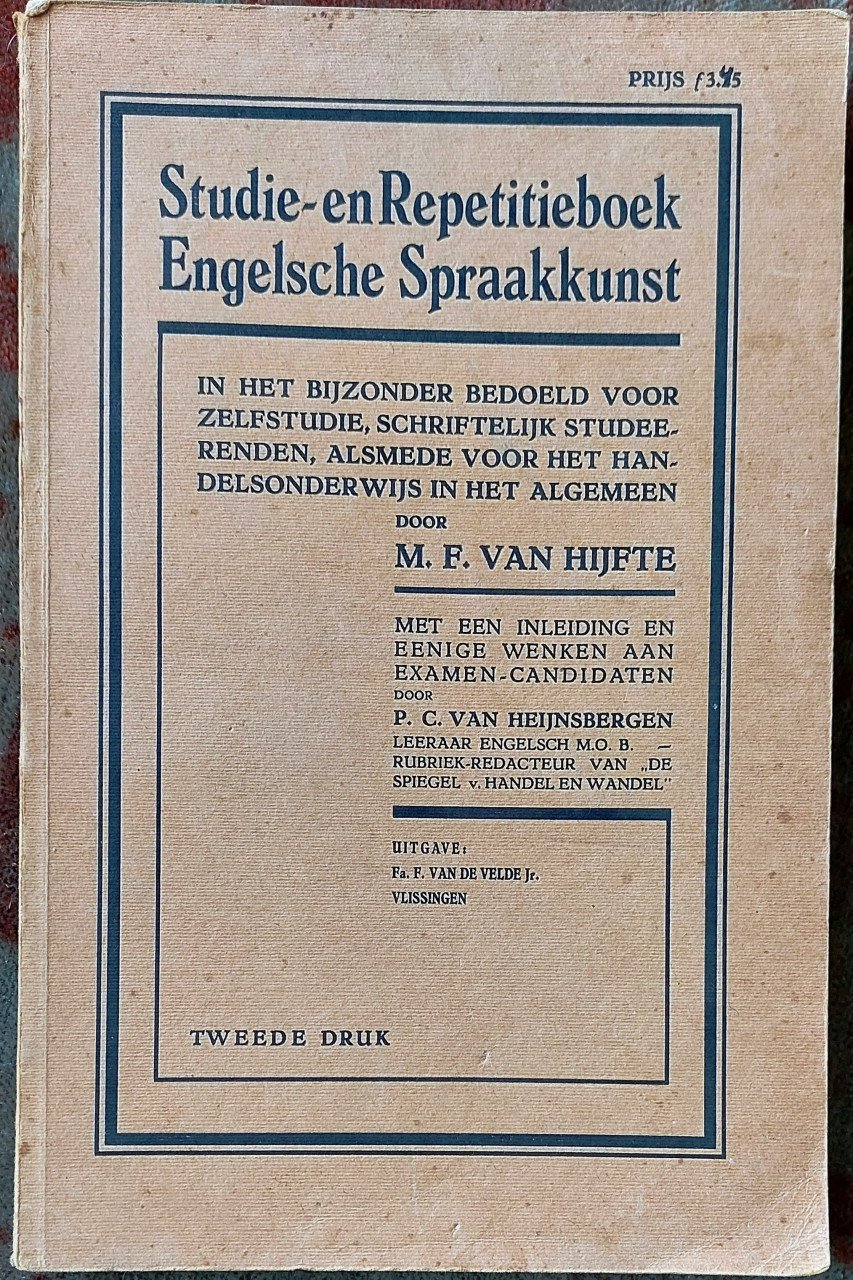 PRIJS ƒ3.45
Studie- en Repetitieboek
Engelsche Spraakkunst
IN HET BIJZONDER BEDOELD VOOR
ZELFSTUDIE, SCHRIFTELIJK STUDEE-
RENDEN, ALSMEDE VOOR HET HAN-
DELSONDERWIJS IN HET ALGEMEEN
DOOR
M. F. VAN HIJFTE
MET EEN INLEIDING EN
EENIGE WENKEN AAN
EXAMEN-CANDIDATEN
DOOR
P. C. VAN HEIJNSBERGEN
LEERAAR ENGELSCH M.O. B. —
RUBRIEK-REDACTEUR VAN „DE
SPIEGEL v. HANDEL EN WANDEL"
UITGAVE:
Fa. F. VAN DE VELDE Jr.
VLISSINGEN
TWEEDE DRUK